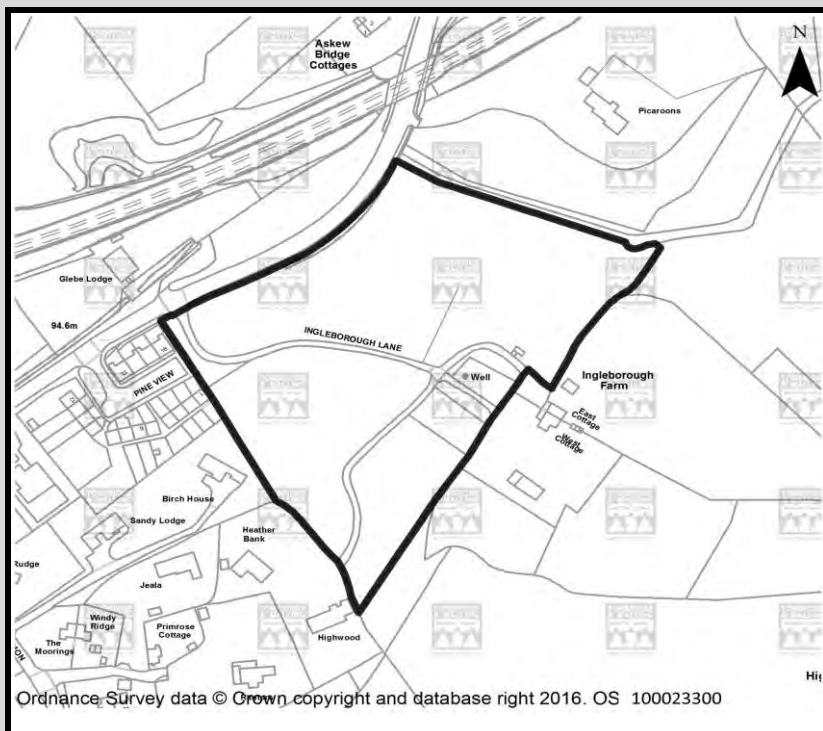 N
Askew
Bridge
Cottages
Picaroons
Glebe Lodge
94.6m
INGLEBOROUGH LANE
Well
Ingleborough
Farm
East
Cottage
West
Cottage
PINE VIEW
Birch House
Sandy Lodge
Heather
Bank
Jeala
Windy
Ridge
The
Moorings
Primrose
Cottage
Highwood
Ordnance Survey data © Crown copyright and database right 2016. OS 100023300